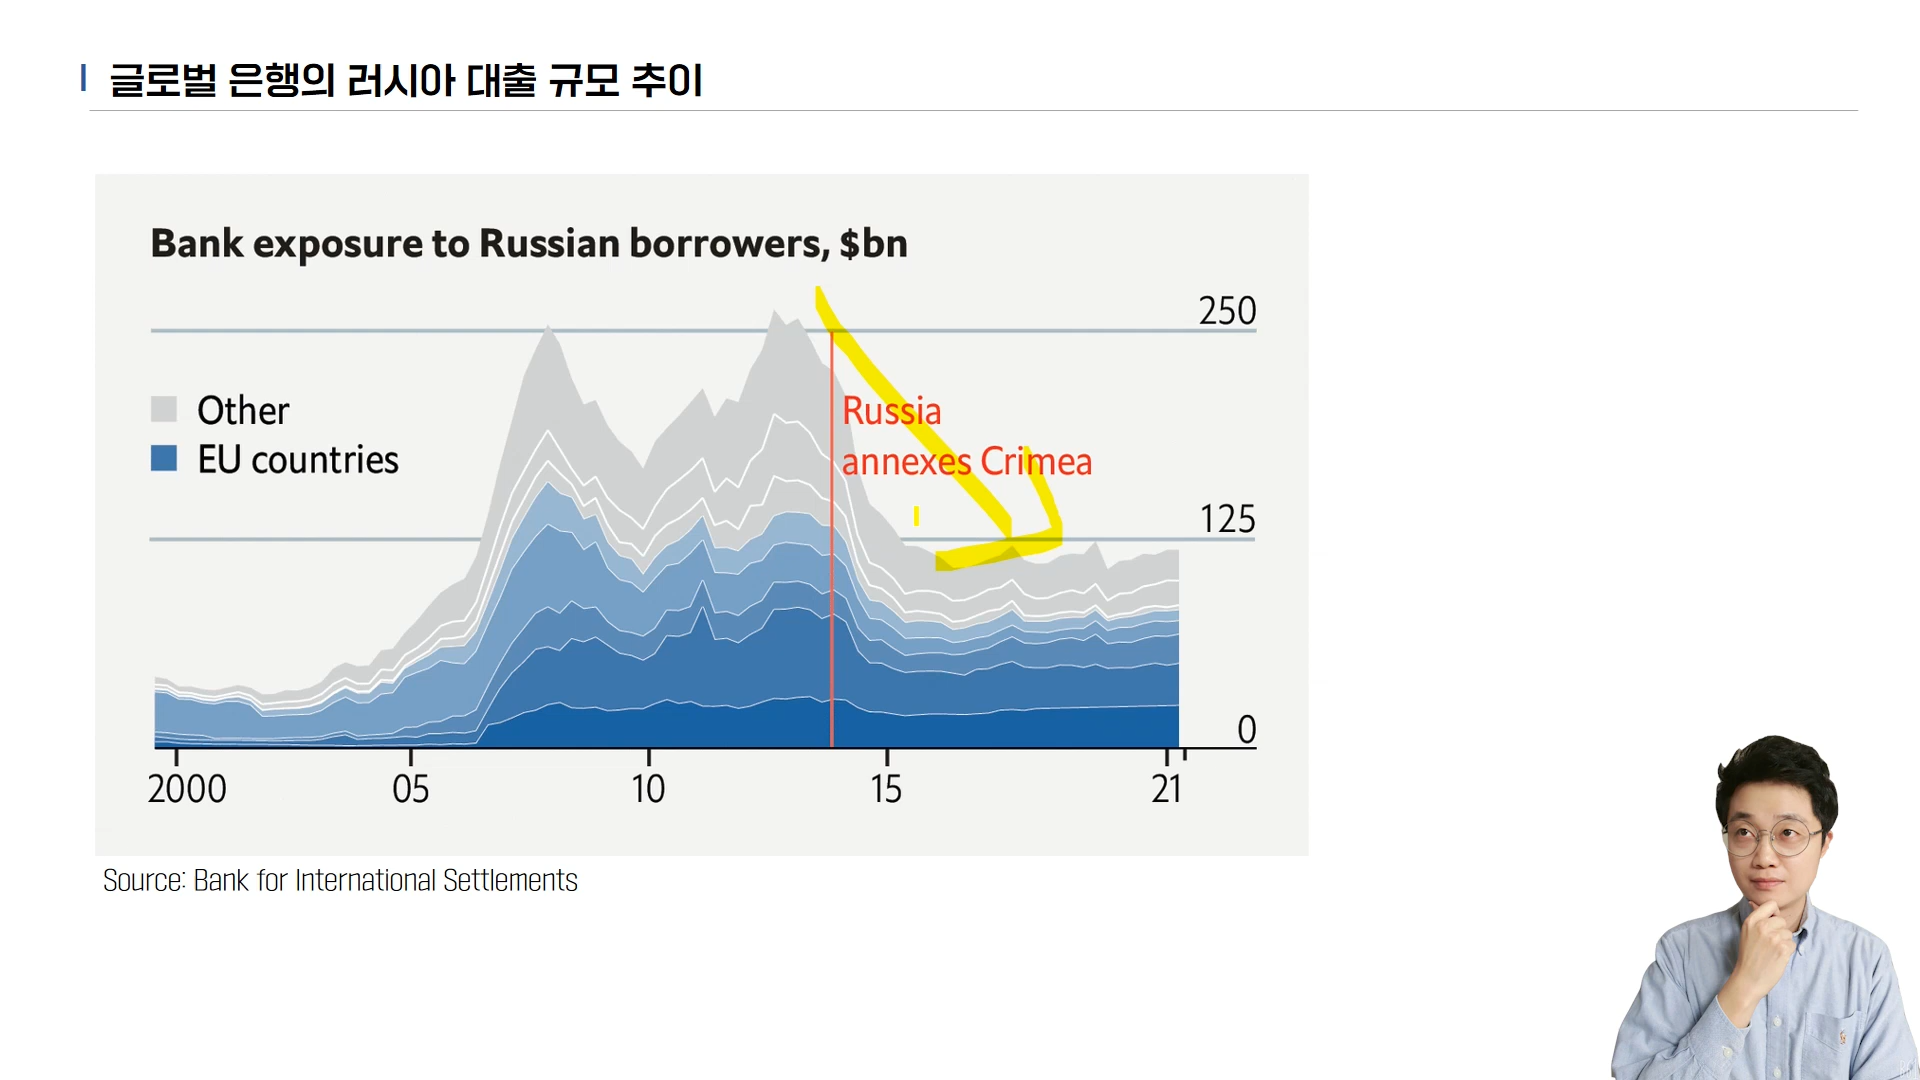 글로벌 은행의 러시아 대출 규모 추이
Bank exposure to Russian borrowers, $bn
250
Other
EU countries
Russia
annexes Crimea
125
0
2000 05 10 15 21
Source: Bank for International Settlements